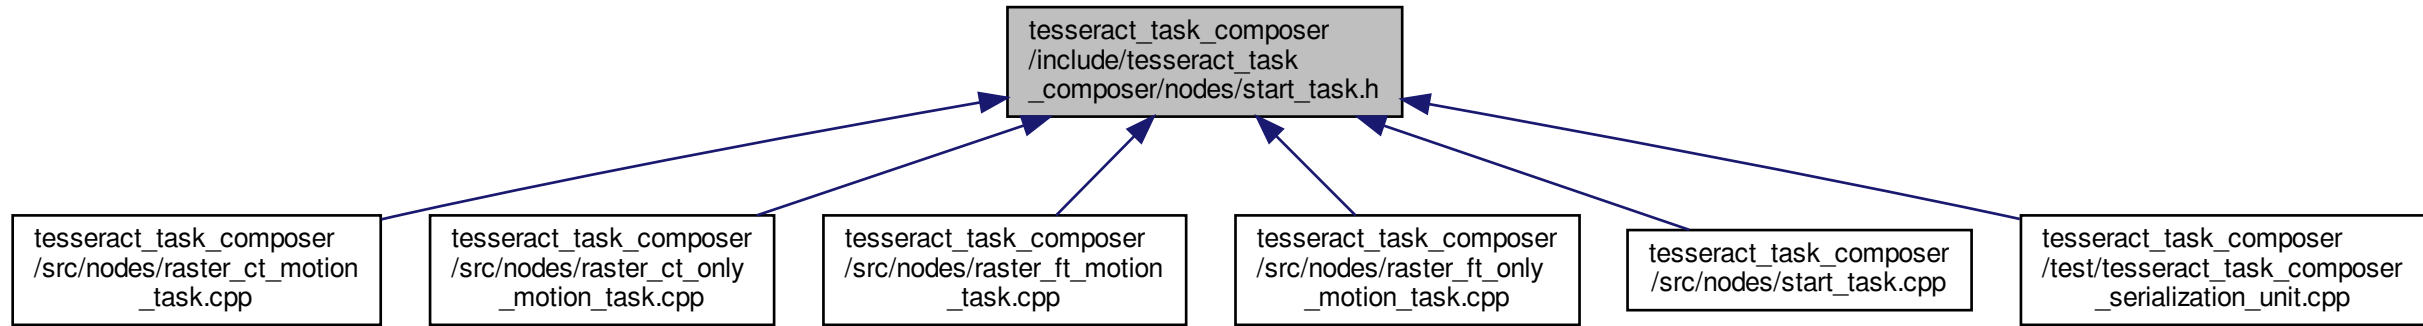 tesseract_task_composer
/include/tesseract_task
_composer/nodes/start_task.h
tesseract_task_composer
/src/nodes/raster_ct_motion
_task.cpp
tesseract_task_composer
/src/nodes/raster_ct_only
_motion_task.cpp
tesseract_task_composer
/src/nodes/raster_ft_motion
_task.cpp
tesseract_task_composer
/src/nodes/raster_ft_only
_motion_task.cpp
tesseract_task_composer
/src/nodes/start_task.cpp
tesseract_task_composer
/test/tesseract_task_composer
_serialization_unit.cpp